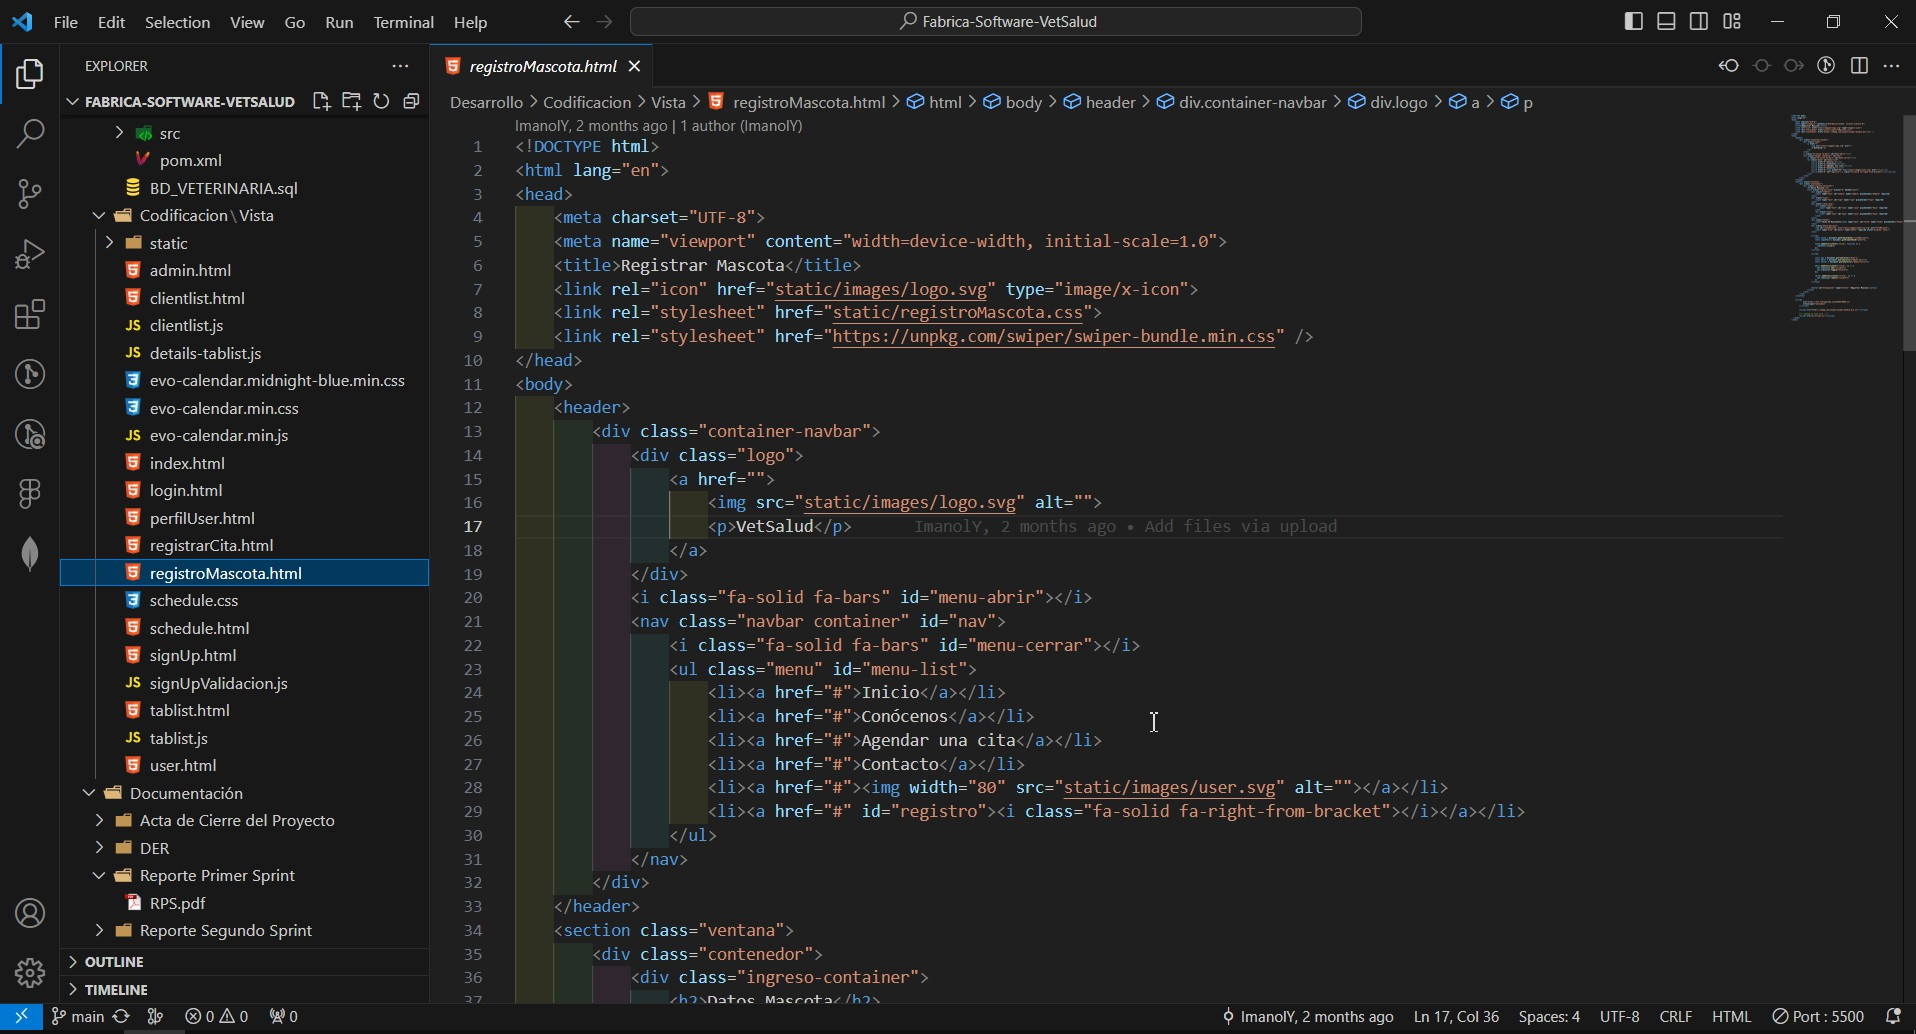 File Edit Selection View Go Run Terminal Help
Fabrica-Software-VetSalud
EXPLORER
FABRICA-SOFTWARE-VETSALUD
src
pom.xml
BD_VETERINARIA.sql
Codificacion\Vista
static
admin.html
clientlist.html
JS clientlist.js
JS details-tablist.js
evo-calendar.midnight-blue.min.css
evo-calendar.min.css
JS evo-calendar.min.js
index.html
login.html
perfilUser.html
registrarCita.html
registroMascota.html
schedule.css
schedule.html
signUp.html
JS signUpValidacion.js
tablist.html
JS tablist.js
user.html
Documentación
Acta de Cierre del Proyecto
DER
Reporte Primer Sprint
RPS.pdf
Reporte Segundo Sprint
OUTLINE
TIMELINE
registroMascota.html
Desarrollo > Codificacion > Vista > registroMascota.html > html > body > header > div.container-navbar > div.logo > a > p
ImanolY, 2 months ago | 1 author (ImanolY)
1 <!DOCTYPE html>
2 <html lang="en">
3 <head>
4 <meta charset="UTF-8">
5 <meta name="viewport" content="width=device-width, initial-scale=1.0">
6 <title>Registrar Mascota</title>
7 <link rel="icon" href="static/images/logo.svg" type="image/x-icon">
8 <link rel="stylesheet" href="static/registroMascota.css">
9 <link rel="stylesheet" href="https://unpkg.com/swiper/swiper-bundle.min.css" />
10 </head>
11 <body>
12 <header>
13 <div class="container-navbar">
14 <div class="logo">
15 <a href="">
16 <img src="static/images/logo.svg" alt="">
17 <p>VetSalud</p> ImanolY, 2 months ago • Add files via upload
18 </a>
19 </div>
20 <i class="fa-solid fa-bars" id="menu-abrir"></i>
21 <nav class="navbar container" id="nav">
22 <i class="fa-solid fa-bars" id="menu-cerrar"></i>
23 <ul class="menu" id="menu-list">
24 <li><a href="#">Inicio</a></li>
25 <li><a href="#">Conócenos</a></li>
26 <li><a href="#">Agendar una cita</a></li>
27 <li><a href="#">Contacto</a></li>
28 <li><a href="#"><img width="80" src="static/images/user.svg" alt=""></a></li>
29 <li><a href="#" id="registro"><i class="fa-solid fa-right-from-bracket"></i></a></li>
30 </ul>
31 </nav>
32 </div>
33 </header>
34 <section class="ventana">
35 <div class="contenedor">
36 <div class="ingreso-container">
37 <h2>Datos Mascota</h2>
main 0 0 0 ImanolY, 2 months ago Ln 17, Col 36 Spaces: 4 UTF-8 CRLF HTML Port : 5500